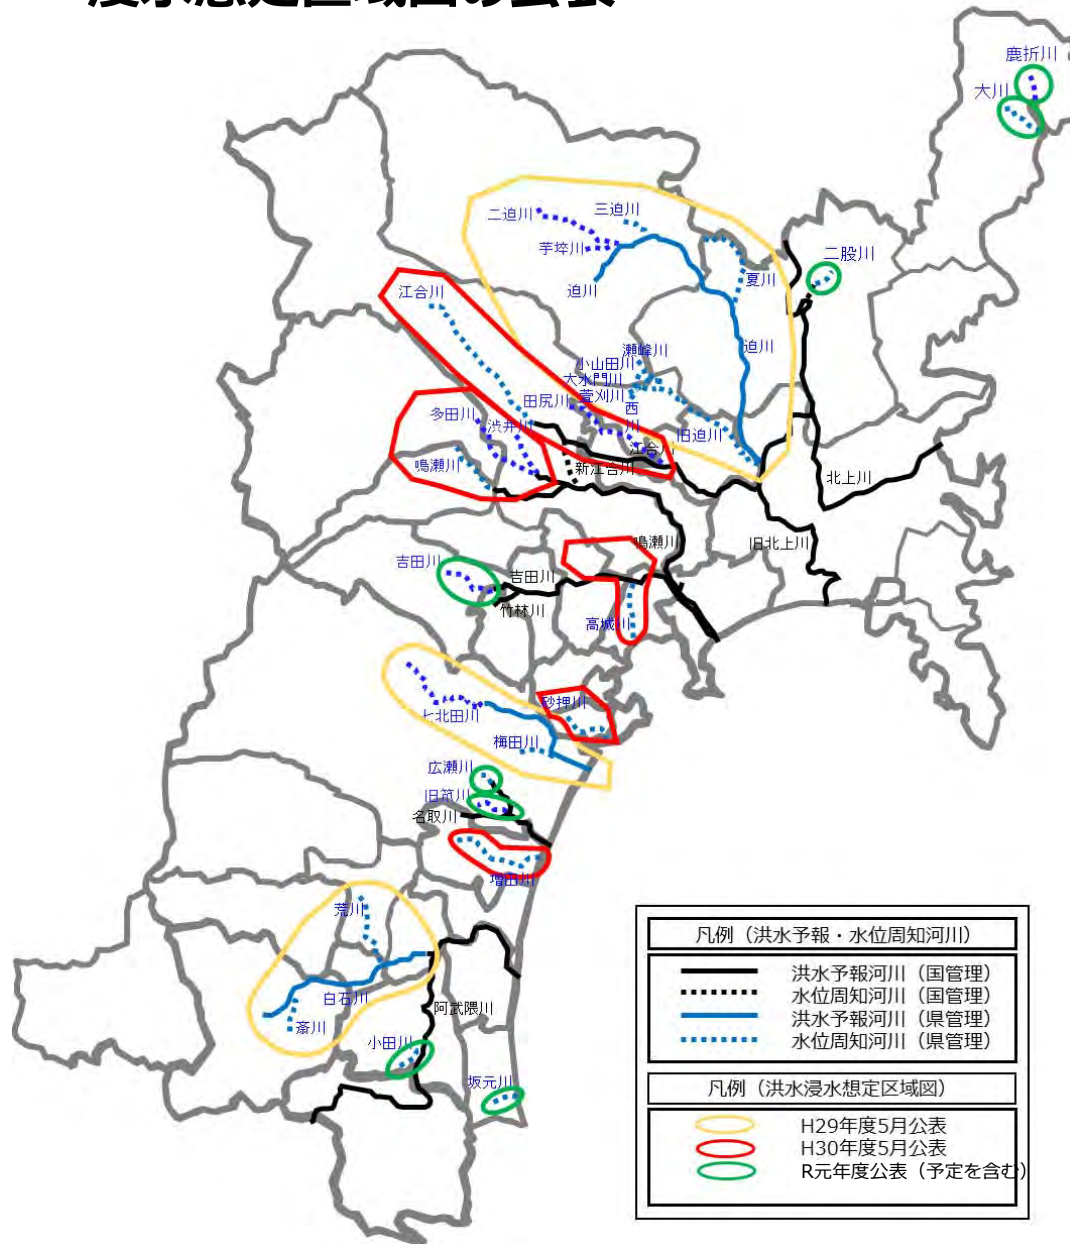 鹿折川
大川
二迫川
三迫川
芋埣川
二股川
夏川
迫川
江合川
迫川
瀬峰川
小山田川
大水門川
萱刈川
田尻川
西川
多田川
渋井川
旧迫川
江合川
鳴瀬川
新江合川
北上川
鳴瀬川
旧北上川
吉田川
吉田川
竹林川
高城川
砂押川
七北田川
梅田川
広瀬川
旧笊川
名取川
増田川
荒川
白石川
阿武隈川
斎川
小田川
坂元川
凡例（洪水予報・水位周知河川）
洪水予報河川（国管理）
水位周知河川（国管理）
洪水予報河川（県管理）
水位周知河川（県管理）
凡例（洪水浸水想定区域図）
H29年度5月公表
H30年度5月公表
R元年度公表（予定を含む）